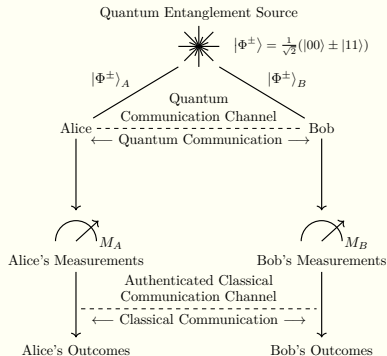 Quantum Entanglement Source
|Φ±⟩ = 1/√2(|00⟩ ± |11⟩)
|Φ±⟩A
|Φ±⟩B
Quantum
Communication Channel
Alice
Bob
Quantum Communication
MA
MB
Alice's Measurements
Bob's Measurements
Authenticated Classical
Communication Channel
Classical Communication
Alice's Outcomes
Bob's Outcomes